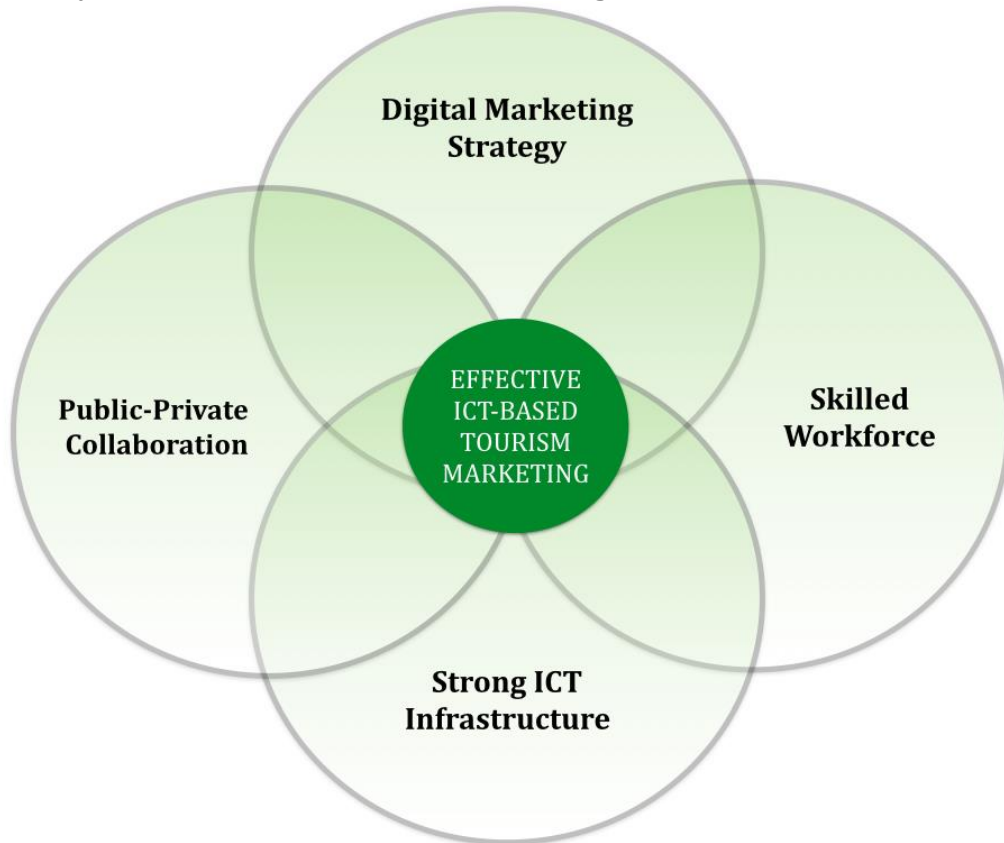 Digital Marketing
Strategy
Public-Private
Collaboration
EFFECTIVE
ICT-BASED
TOURISM
MARKETING
Skilled
Workforce
Strong ICT
Infrastructure